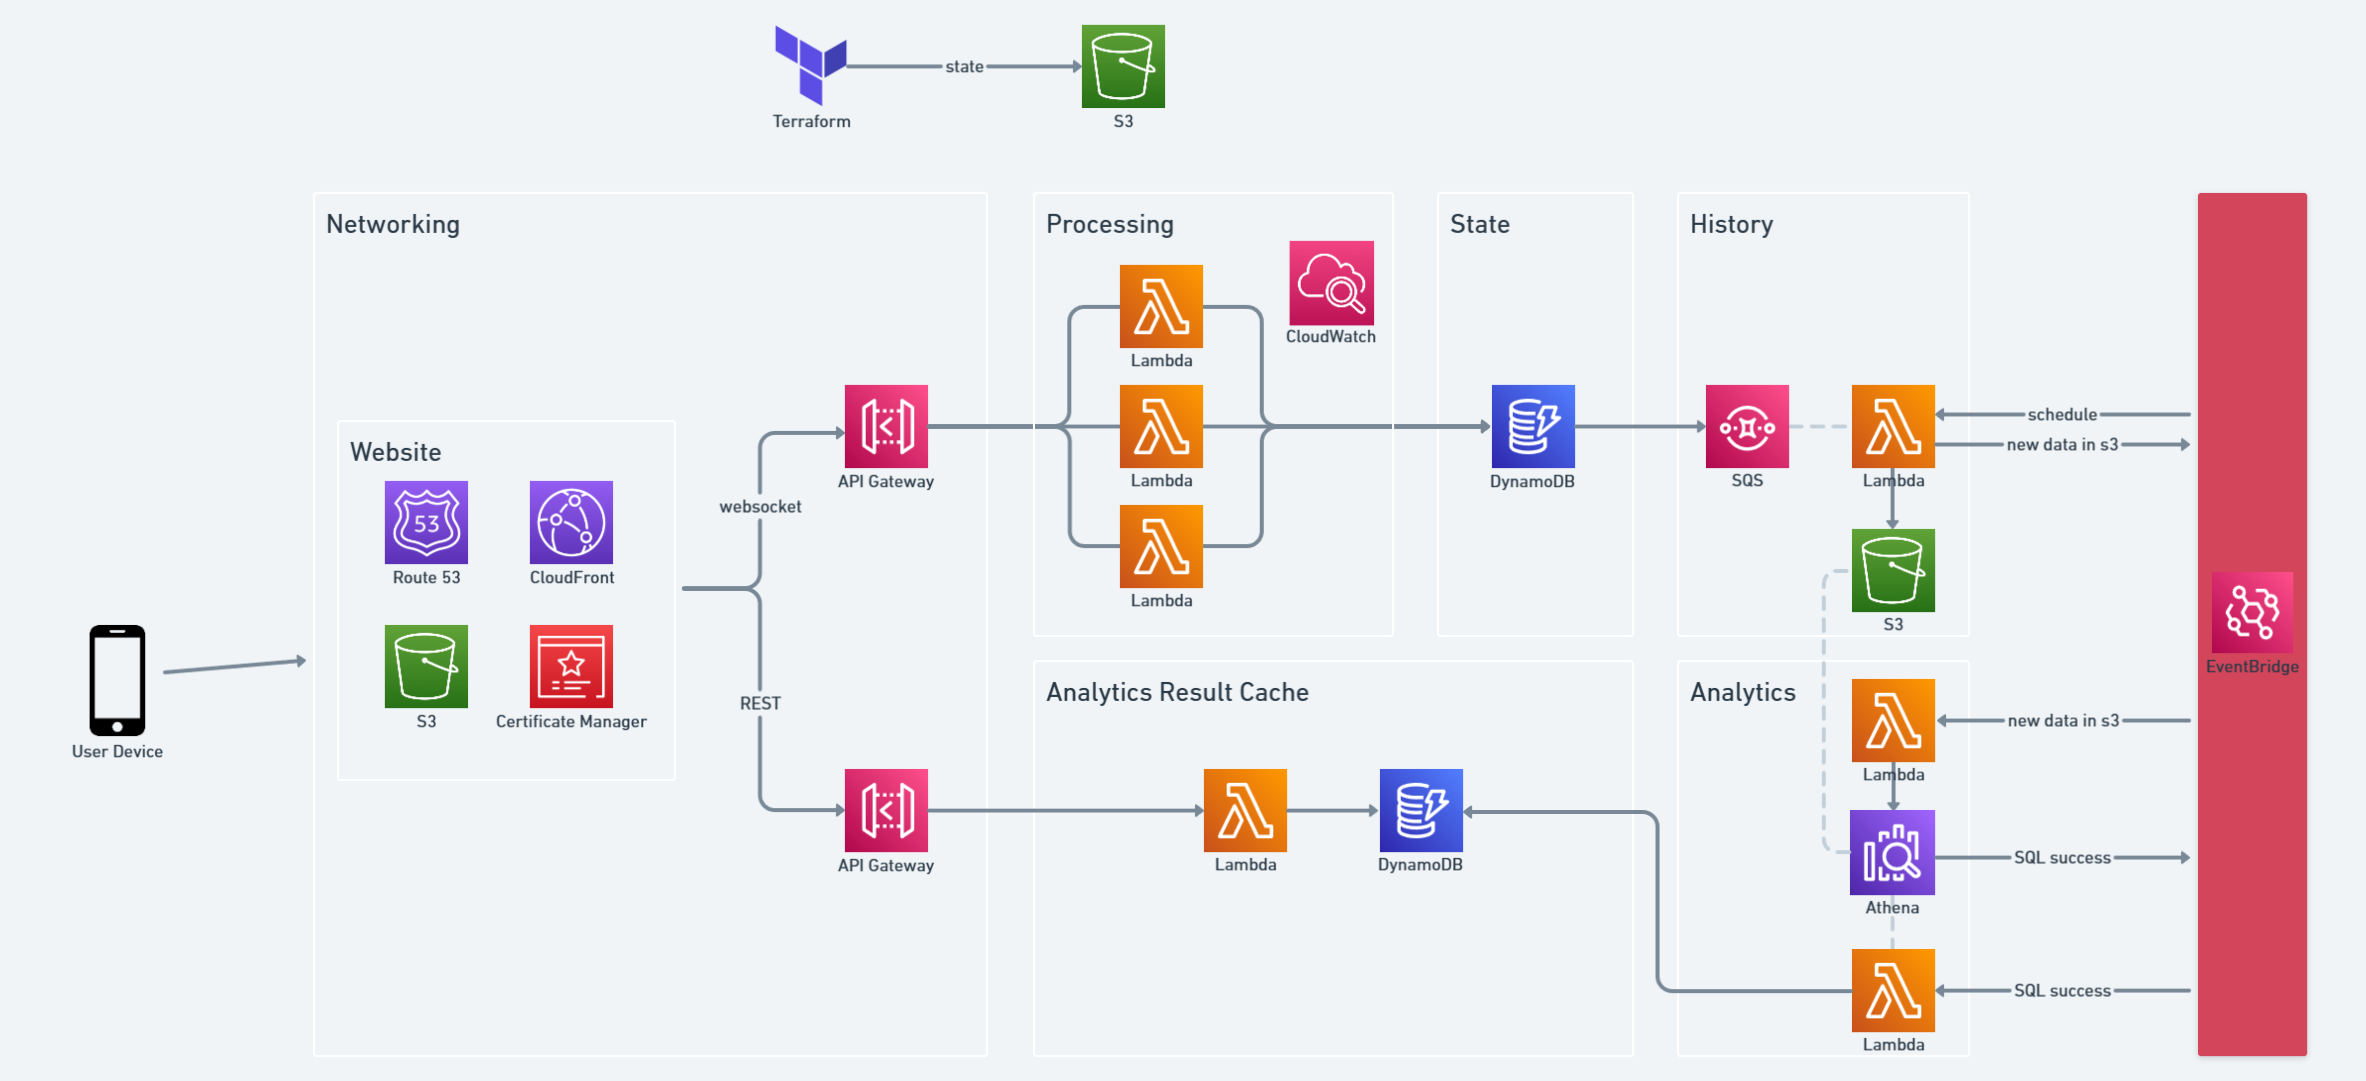 state
Terraform
S3
Networking
Processing
State
History
CloudWatch
Lambda
schedule
new data in s3
Website
API Gateway
Lambda
DynamoDB
SQS
Lambda
websocket
53
Route 53
CloudFront
Lambda
S3
EventBridge
User Device
S3
Certificate Manager
REST
Analytics Result Cache
Analytics
new data in s3
Lambda
API Gateway
Lambda
DynamoDB
SQL success
Athena
SQL success
Lambda